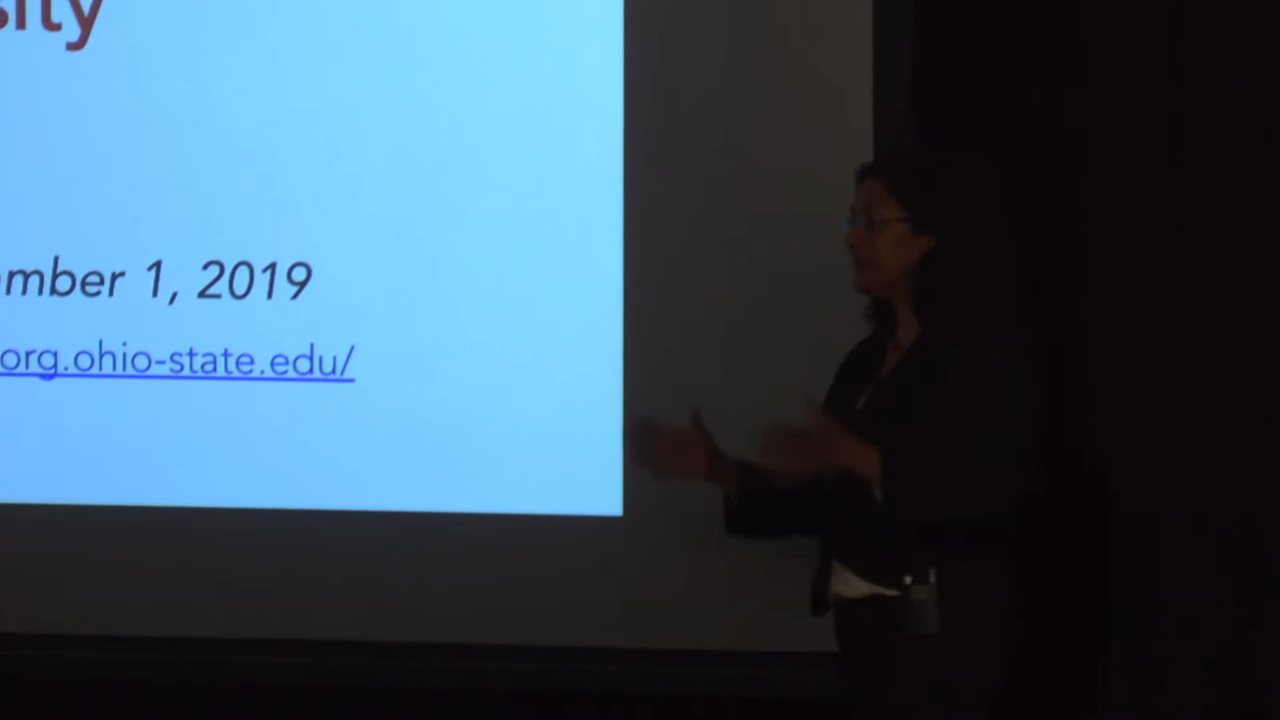 sity
mber 1, 2019
org.ohio-state.edu/